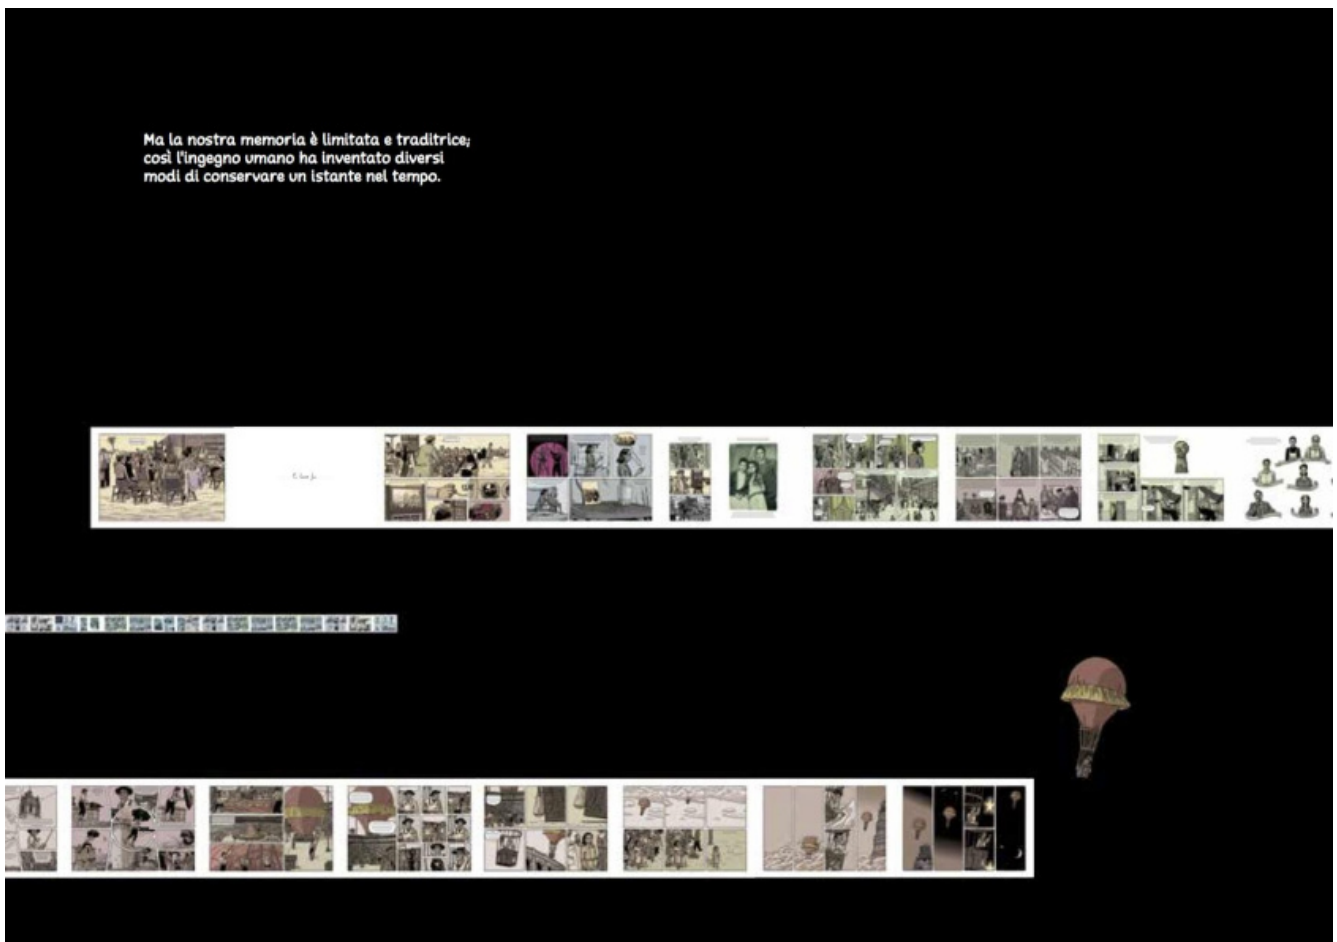 Ma la nostra memoria è limitata e traditrice;
così l'ingegno umano ha inventato diversi
modi di conservare un istante nel tempo.